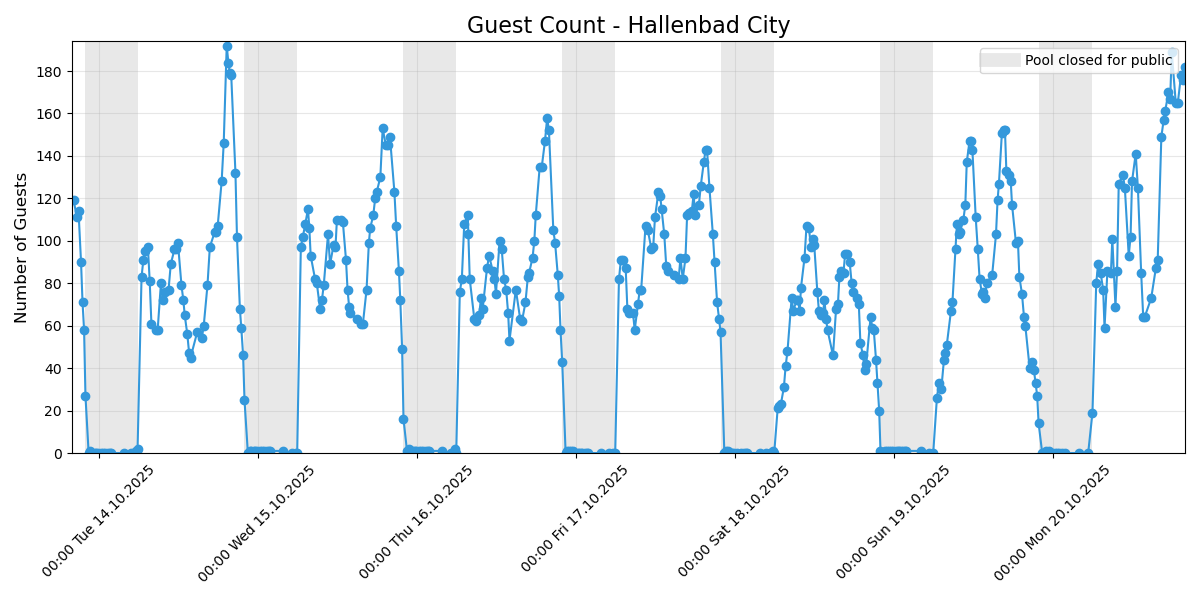 Guest Count - Hallenbad City
Pool closed for public
Number of Guests
180
160
140
120
100
80
60
40
20
0
00:00 Tue 14.10.2025
00:00 Wed 15.10.2025
00:00 Thu 16.10.2025
00:00 Fri 17.10.2025
00:00 Sat 18.10.2025
00:00 Sun 19.10.2025
00:00 Mon 20.10.2025